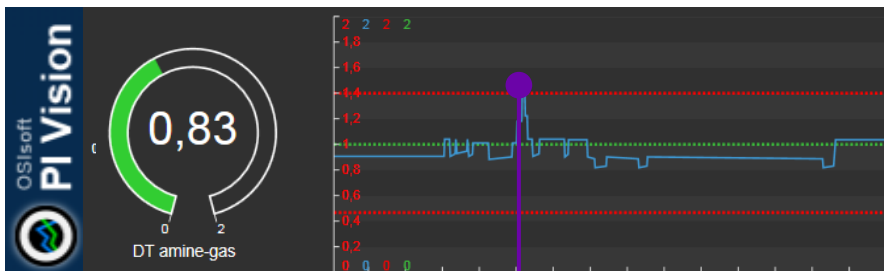 OSIsoft
PI Vision
0,83
0
0 2
DT amine-gas
2 2 2 2
1,8
1,6
1,4
1,2
1
0,8
0,6
0,4
0,2
0 0 0 0